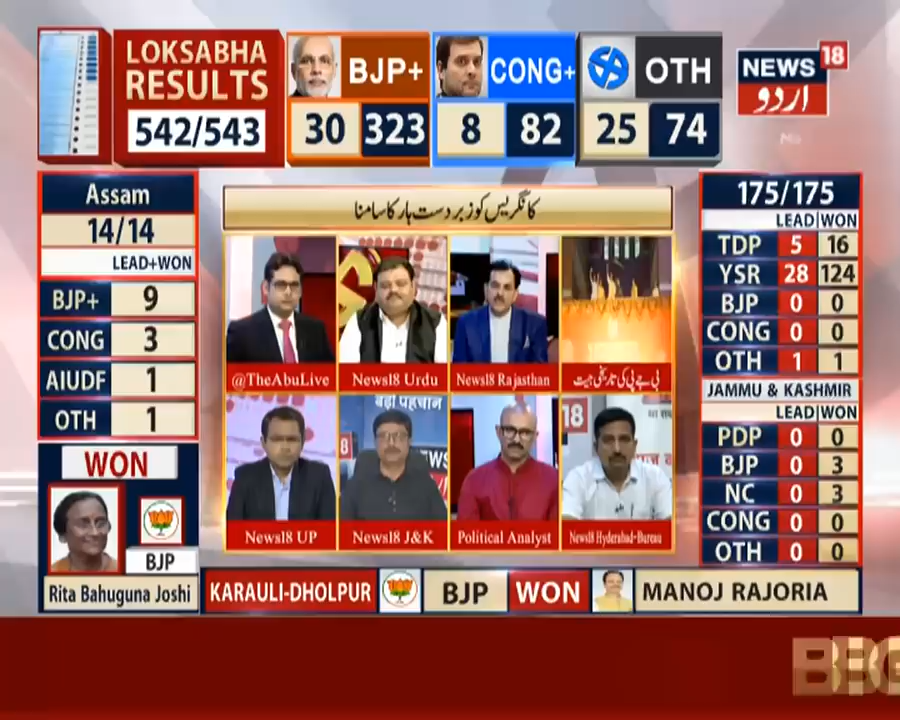 LOKSABHA
RESULTS
542/543
BJP+
30 323
CONG+
8 82
OTH
25 74
NEWS 18
اردو
Assam
14/14
LEAD+WON
BJP+ 9
CONG 3
AIUDF 1
OTH 1
WON
BJP
Rita Bahuguna Joshi
کانگریس کو زبردست ہار کا سامنا
@TheAbuLive
News18 Urdu
News18 Rajasthan
بی جے پی کی تاریخی جیت
बड़ी पहचान
18
News18 UP
News18 J&K
Political Analyst
News18 Hyderabad-Bureau
175/175
LEAD WON
TDP 5 16
YSR 28 124
BJP 0 0
CONG 0 0
OTH 1 1
JAMMU & KASHMIR
LEAD WON
PDP 0 0
BJP 0 3
NC 0 3
CONG 0 0
OTH 0 0
KARAULI-DHOLPUR BJP WON MANOJ RAJORIA